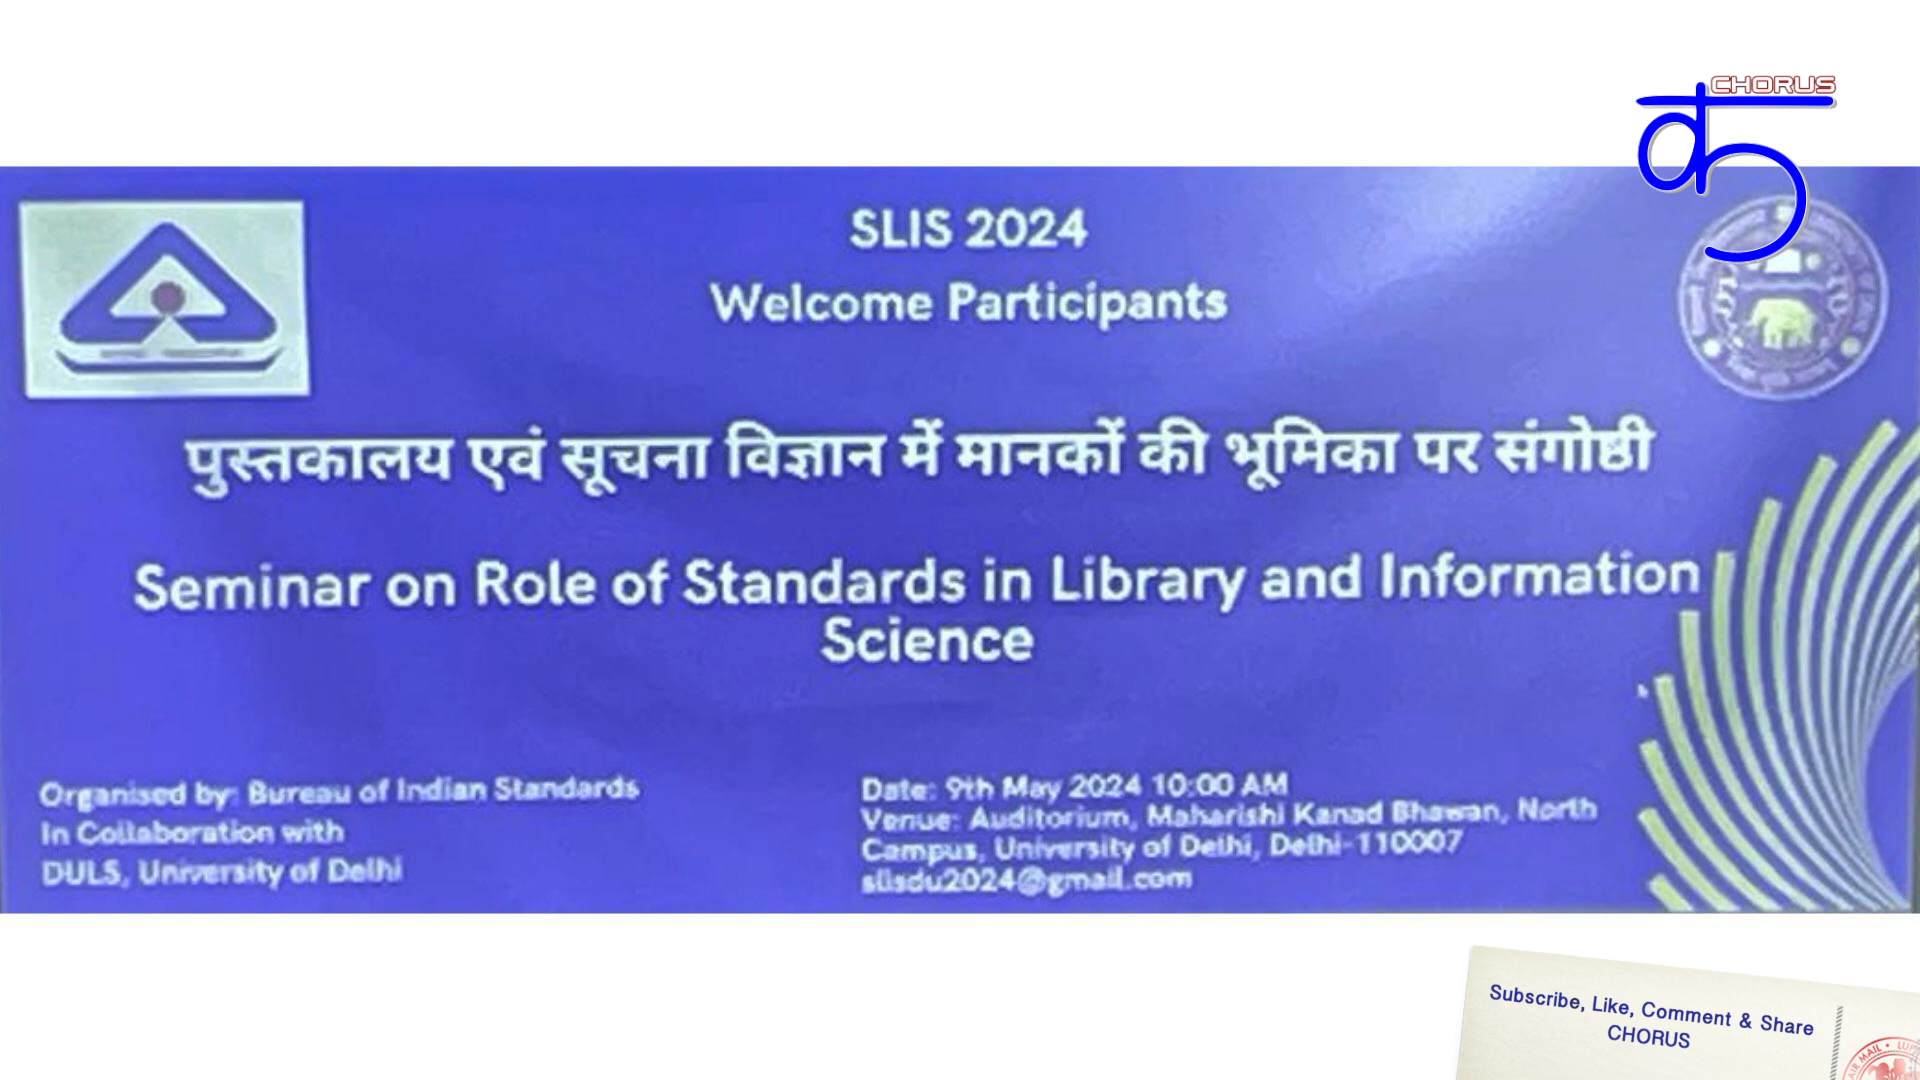 CHORUS
क
SLIS 2024
Welcome Participants
पुस्तकालय एवं सूचना विज्ञान में मानकों की भूमिका पर संगोष्ठी
Seminar on Role of Standards in Library and Information
Science
Organised by: Bureau of Indian Standards
In Collaboration with
DULS, University of Delhi
Date: 9th May 2024 10:00 AM
Venue: Auditorium, Maharishi Kanad Bhawan, North
Campus, University of Delhi, Delhi-110007
slisdu2024@gmail.com
Subscribe, Like, Comment & Share
CHORUS
AIR MAIL